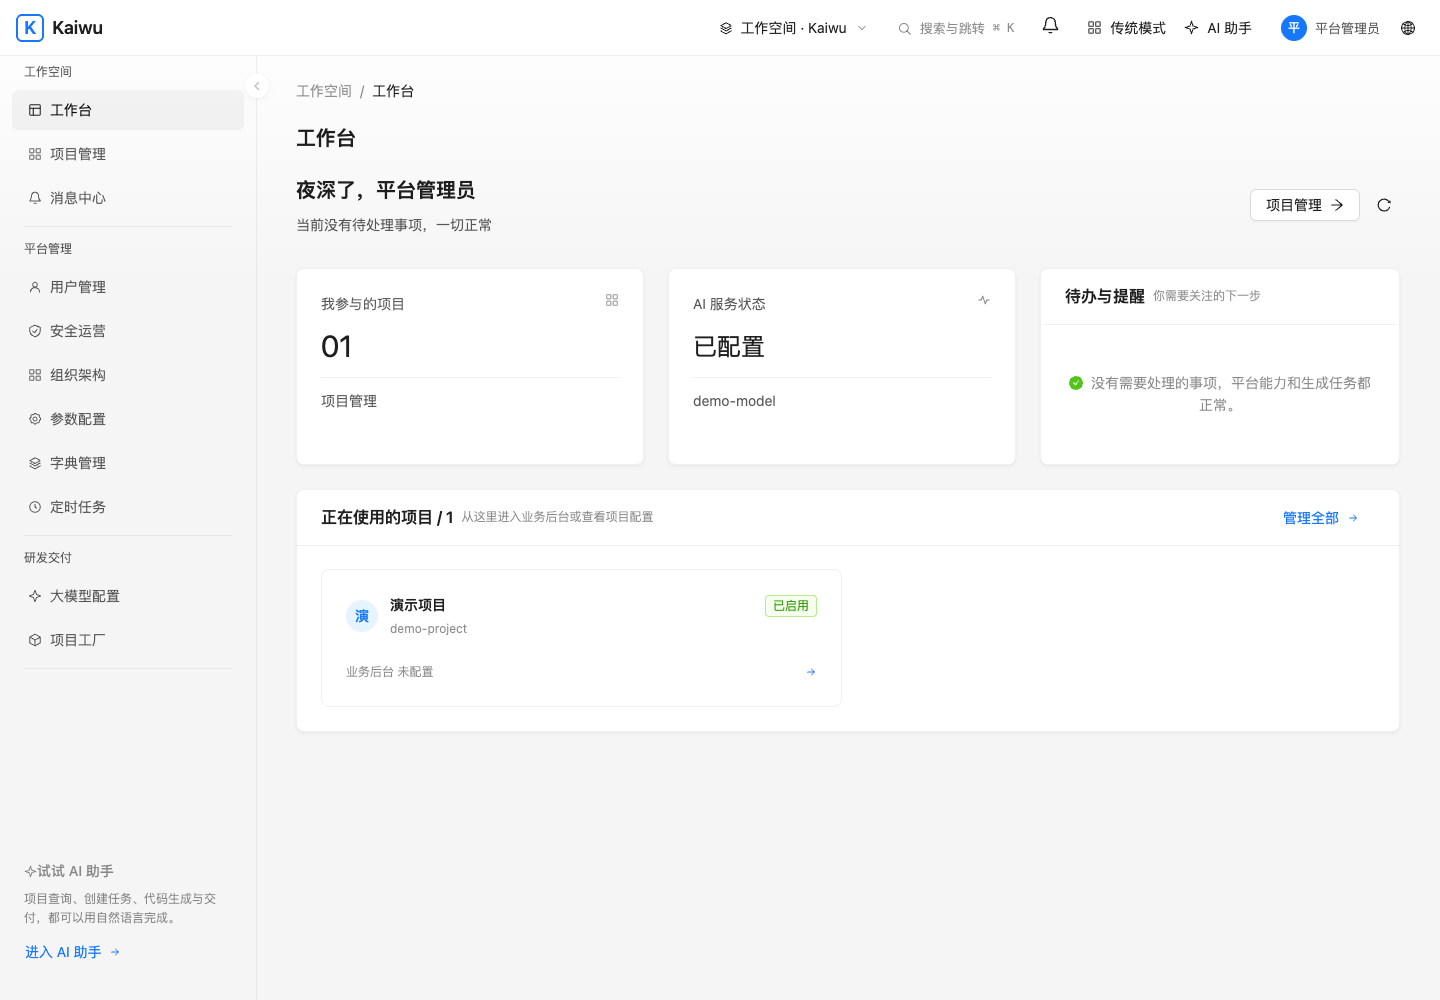 K Kaiwu
工作空间 · Kaiwu
搜索与跳转 ⌘ K
传统模式
AI 助手
平 平台管理员
工作空间
工作台
项目管理
消息中心
平台管理
用户管理
安全运营
组织架构
参数配置
字典管理
定时任务
研发交付
大模型配置
项目工厂
试试 AI 助手
项目查询、创建任务、代码生成与交
付，都可以用自然语言完成。
进入 AI 助手
工作空间 / 工作台
工作台
夜深了，平台管理员
当前没有待处理事项，一切正常
项目管理
我参与的项目
01
项目管理
AI 服务状态
已配置
demo-model
待办与提醒 你需要关注的下一步
没有需要处理的事项，平台能力和生成任务都
正常。
正在使用的项目 / 1 从这里进入业务后台或查看项目配置
管理全部
演
演示项目
demo-project
已启用
业务后台 未配置